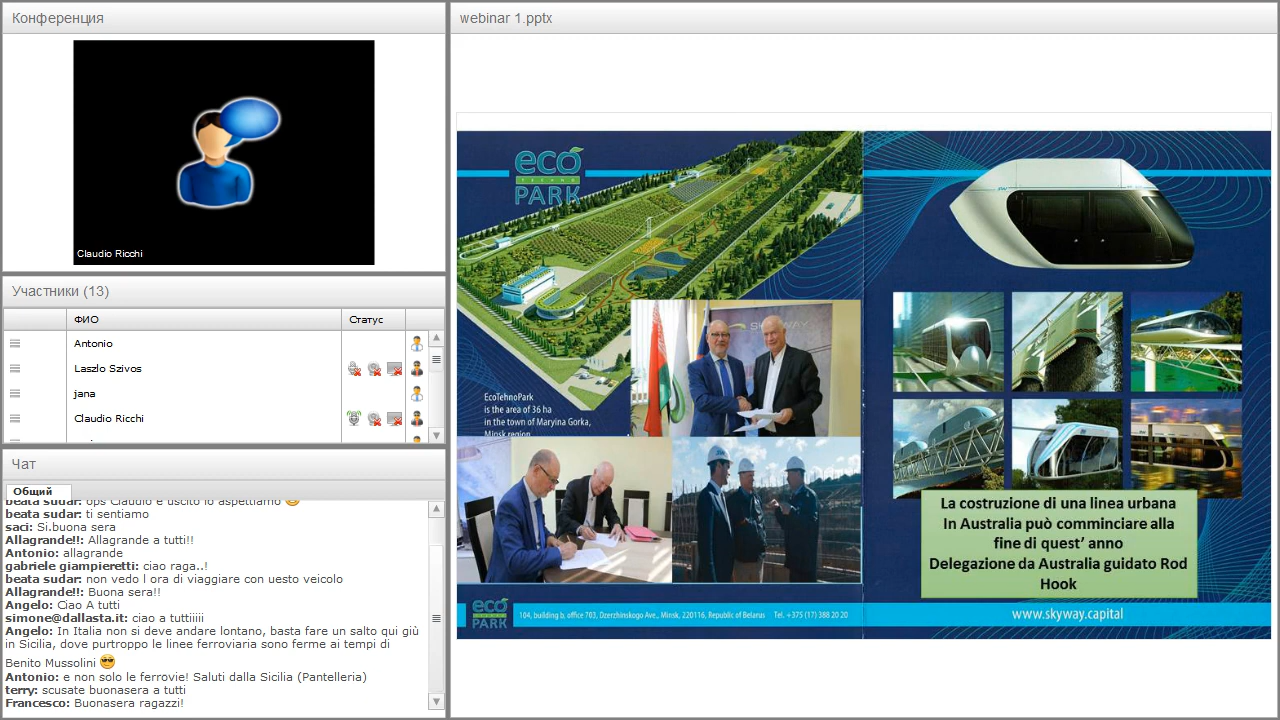 Конференция
Claudio Ricchi
Участники (13)
ФИО
Статус
Antonio
Laszlo Szivos
jana
Claudio Ricchi
Чат
Общий
beata sudar: ops Claudio è uscito lo aspettiamo
beata sudar: ti sentiamo
saci: Si.buona sera
Allagrande!!: Allagrande a tutti!!
Antonio: allagrande
gabriele giampieretti: ciao raga..!
beata sudar: non vedo l'ora di viaggiare con uesto veicolo
Allagrande!!: Buona sera!!
Angelo: Ciao A tutti
simone@dallasta.it: ciao a tuttiiiii
Angelo: In Italia non si deve andare lontano, basta fare un salto qui giù
in Sicilia, dove purtroppo le linee ferroviaria sono ferme ai tempi di
Benito Mussolini
Antonio: e non solo le ferrovie! Saluti dalla Sicilia (Pantelleria)
terry: scusate buonasera a tutti
Francesco: Buonasera ragazzi!
webinar 1.pptx
eco
TECHNO
PARK
SKYWAY
EcoTehnoPark
is the area of 36 ha
in the town of Maryina Gorka,
Minsk region
La costruzione di una linea urbana
In Australia può comminciare alla
fine di quest' anno
Delegazione da Australia guidato Rod
Hook
eco
PARK
104, building b, office 703, Dzerzhinskogo Ave., Minsk, 220116, Republic of Belarus Tel. +375 (17) 388 20 20
www.skyway.capital